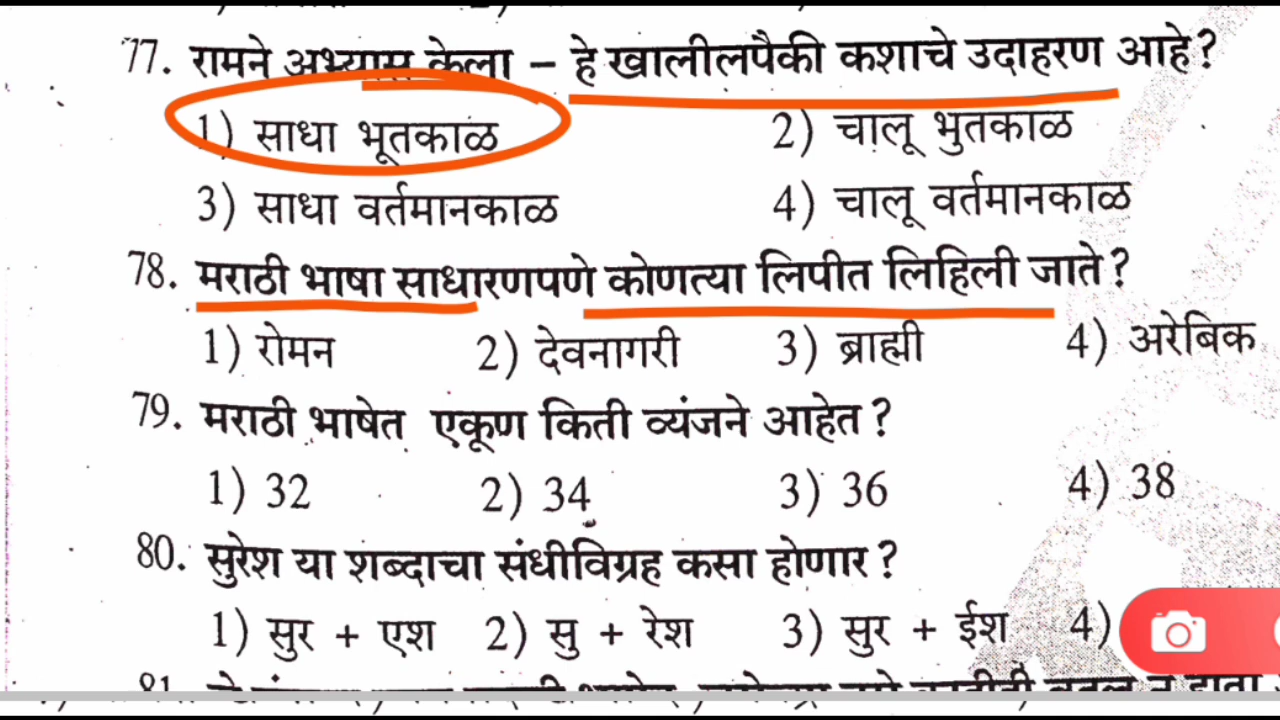 77. रामने अभ्यास केला – हे खालीलपैकी कशाचे उदाहरण आहे?
1) साधा भूतकाळ 2) चालू भुतकाळ
3) साधा वर्तमानकाळ 4) चालू वर्तमानकाळ
78. मराठी भाषा साधारणपणे कोणत्या लिपीत लिहिली जाते?
1) रोमन 2) देवनागरी 3) ब्राह्मी 4) अरेबिक
79. मराठी भाषेत एकूण किती व्यंजने आहेत?
1) 32 2) 34 3) 36 4) 38
80. सुरेश या शब्दाचा संधीविग्रह कसा होणार?
1) सुर + एश 2) सु + रेश 3) सुर + ईश 4)
81.